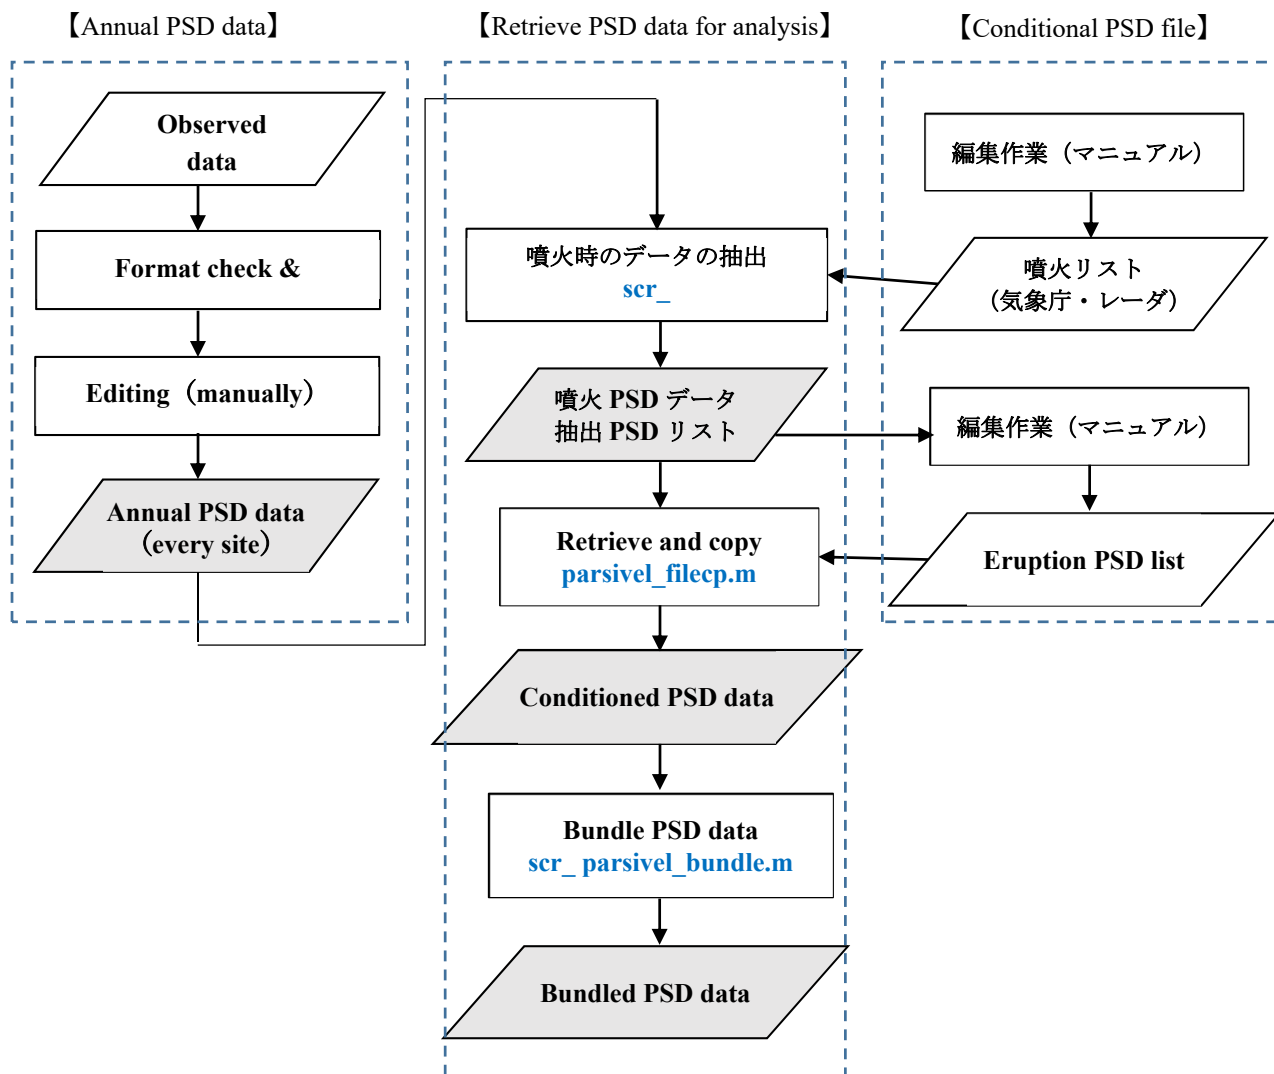 【Annual PSD data】
Observed
data
Format check &
Editing（manually）
Annual PSD data
（every site）
【Retrieve PSD data for analysis】
噴火時のデータの抽出
scr_
噴火 PSD データ
抽出 PSD リスト
Retrieve and copy
parsivel_filecp.m
Conditioned PSD data
Bundle PSD data
scr_ parsivel_bundle.m
Bundled PSD data
【Conditional PSD file】
編集作業（マニュアル）
噴火リスト
（気象庁・レーダ）
編集作業（マニュアル）
Eruption PSD list